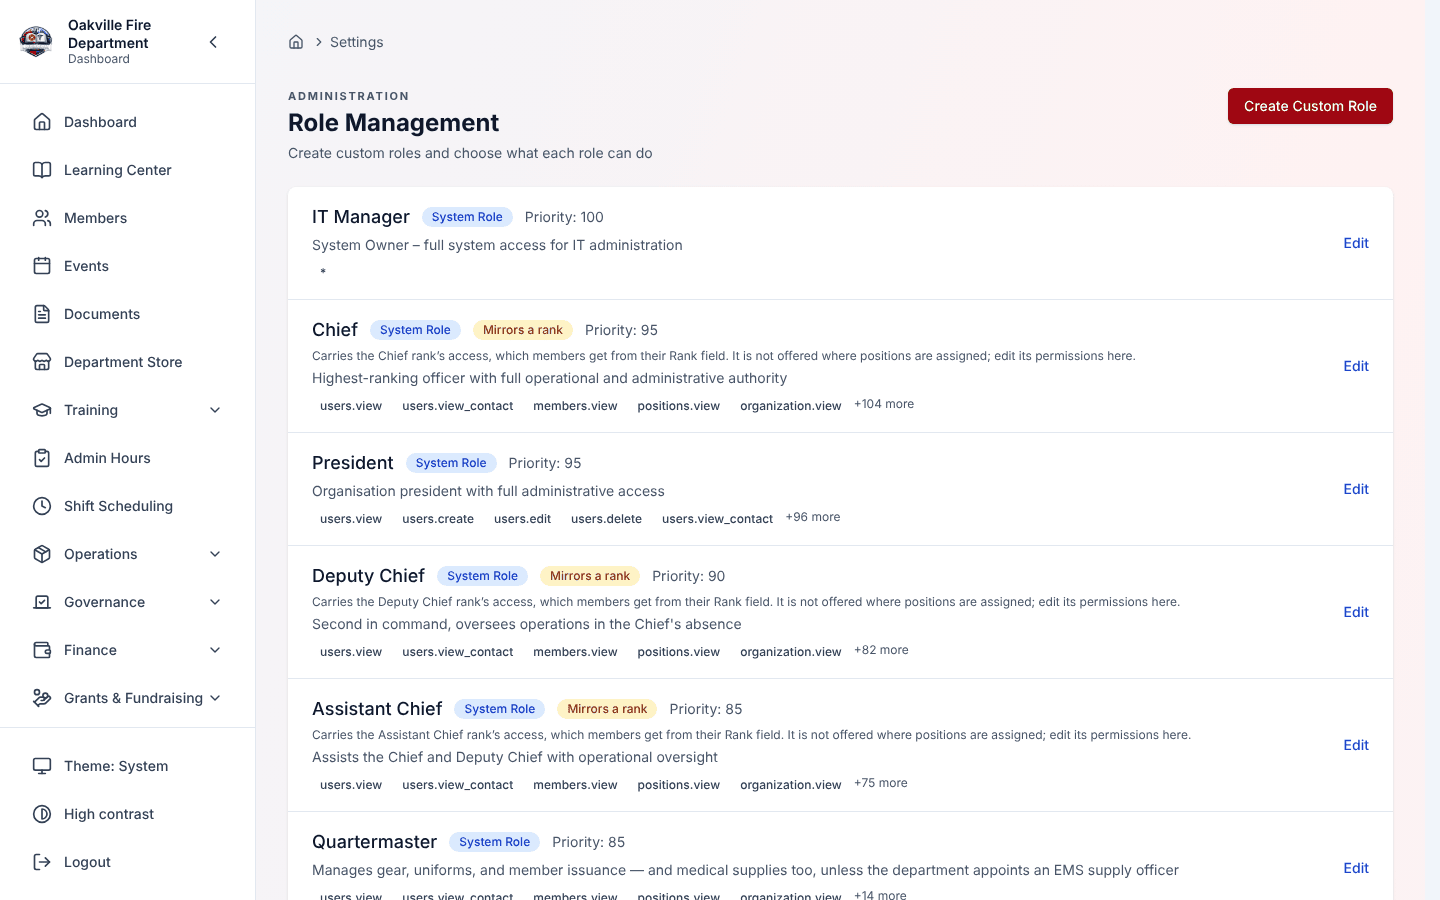 Oakville Fire
Department
Dashboard
Dashboard
Learning Center
Members
Events
Documents
Department Store
Training
Admin Hours
Shift Scheduling
Operations
Governance
Finance
Grants & Fundraising
Theme: System
High contrast
Logout
Settings
ADMINISTRATION
Role Management
Create custom roles and choose what each role can do
Create Custom Role
IT Manager System Role Priority: 100
System Owner – full system access for IT administration
*
Edit
Chief System Role Mirrors a rank Priority: 95
Carries the Chief rank’s access, which members get from their Rank field. It is not offered where positions are assigned; edit its permissions here.
Highest-ranking officer with full operational and administrative authority
users.view users.view_contact members.view positions.view organization.view +104 more
Edit
President System Role Priority: 95
Organisation president with full administrative access
users.view users.create users.edit users.delete users.view_contact +96 more
Edit
Deputy Chief System Role Mirrors a rank Priority: 90
Carries the Deputy Chief rank’s access, which members get from their Rank field. It is not offered where positions are assigned; edit its permissions here.
Second in command, oversees operations in the Chief's absence
users.view users.view_contact members.view positions.view organization.view +82 more
Edit
Assistant Chief System Role Mirrors a rank Priority: 85
Carries the Assistant Chief rank’s access, which members get from their Rank field. It is not offered where positions are assigned; edit its permissions here.
Assists the Chief and Deputy Chief with operational oversight
users.view users.view_contact members.view positions.view organization.view +75 more
Edit
Quartermaster System Role Priority: 85
Manages gear, uniforms, and member issuance — and medical supplies too, unless the department appoints an EMS supply officer
users.view users.view_contact members.view positions.view organization.view +14 more
Edit